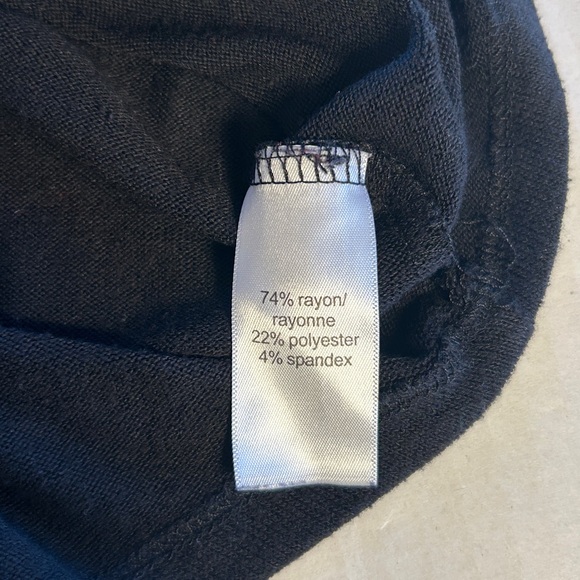 74% rayon/
rayonne
22% polyester
4% spandex